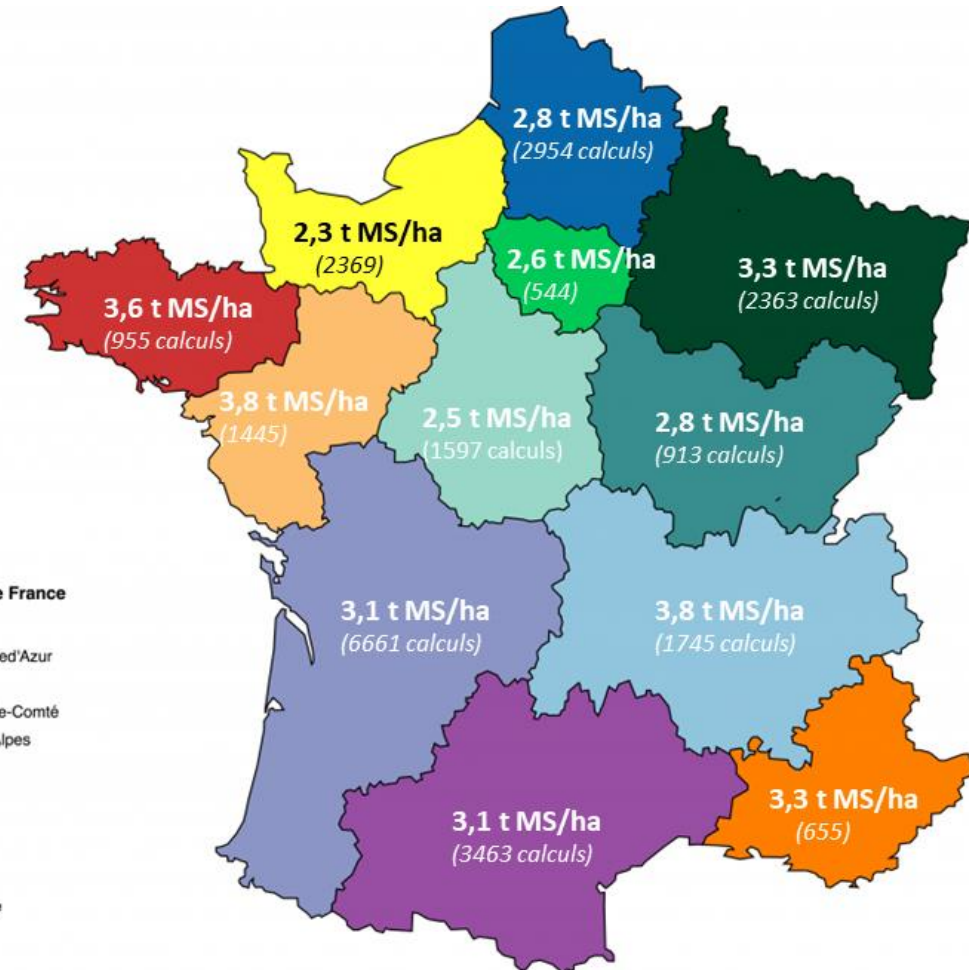 2,8 t MS/ha
(2954 calculs)
2,3 t MS/ha
(2369)
2,6 t MS/ha
(544)
3,3 t MS/ha
(2363 calculs)
3,6 t MS/ha
(955 calculs)
3,8 t MS/ha
(1445)
2,5 t MS/ha
(1597 calculs)
2,8 t MS/ha
(913 calculs)
France
3,1 t MS/ha
(6661 calculs)
3,8 t MS/ha
(1745 calculs)
ed'Azur
e-Comté
3,3 t MS/ha
(655)
3,1 t MS/ha
(3463 calculs)